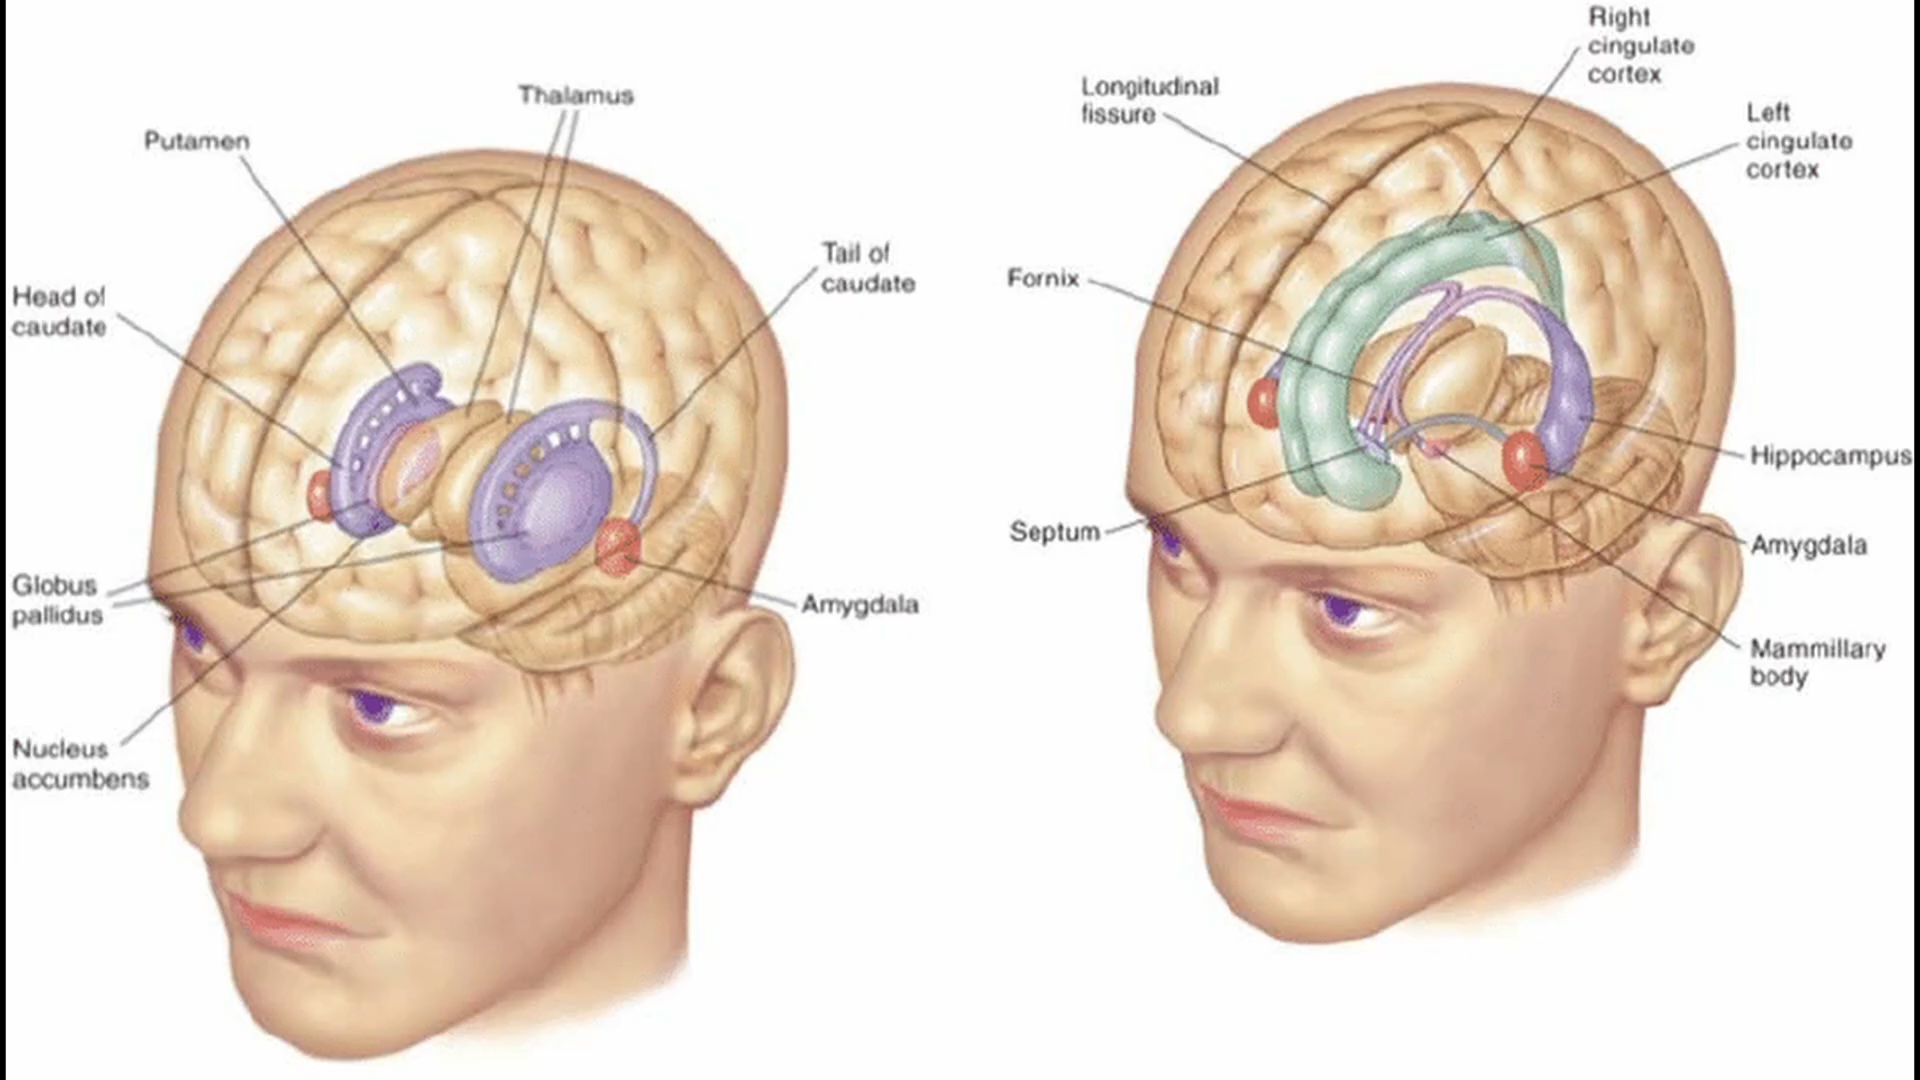 Thalamus
Putamen
Tail of
caudate
Head of
caudate
Globus
pallidus
Amygdala
Nucleus
accumbens
Right
cingulate
cortex
Longitudinal
fissure
Left
cingulate
cortex
Fornix
Hippocampus
Septum
Amygdala
Mammillary
body